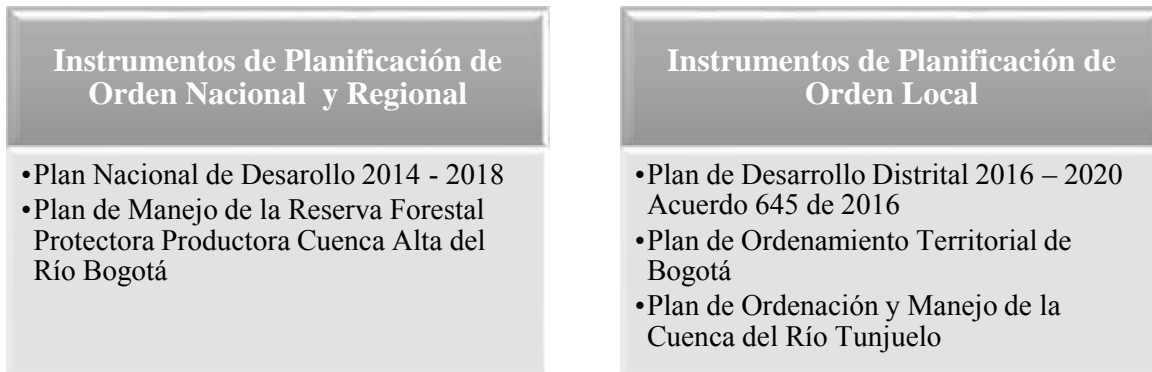 Instrumentos de Planificación de
Orden Nacional y Regional
•Plan Nacional de Desarollo 2014 - 2018
•Plan de Manejo de la Reserva Forestal
Protectora Productora Cuenca Alta del
Río Bogotá
Instrumentos de Planificación de
Orden Local
•Plan de Desarrollo Distrital 2016 – 2020
Acuerdo 645 de 2016
•Plan de Ordenamiento Territorial de
Bogotá
•Plan de Ordenación y Manejo de la
Cuenca del Río Tunjuelo